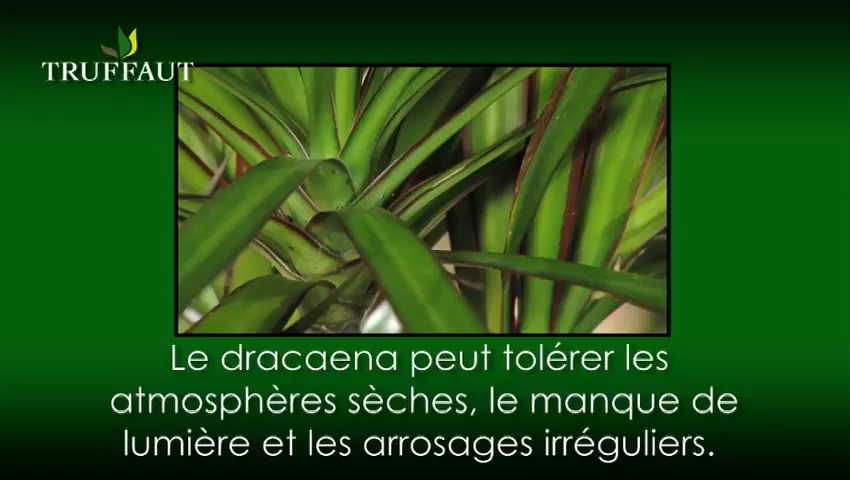 TRUFFAUT
Le dracaena peut tolérer les
atmosphères sèches, le manque de
lumière et les arrosages irréguliers.